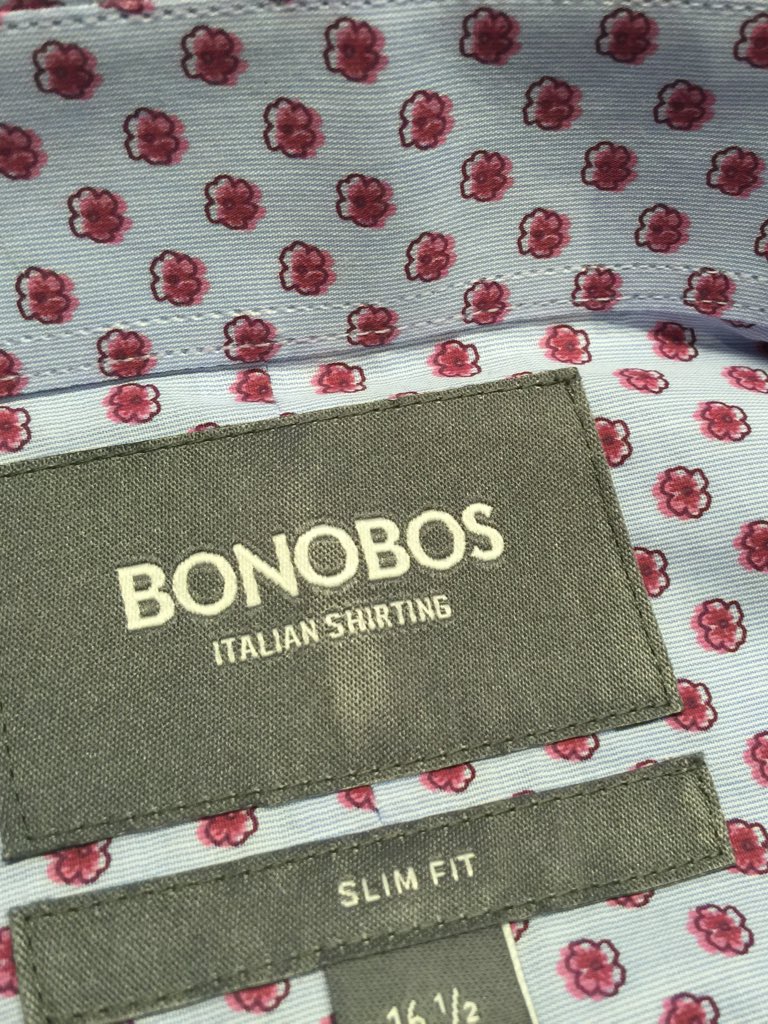 BONOBOS
ITALIAN SHIRTING
SLIM FIT
16 ½